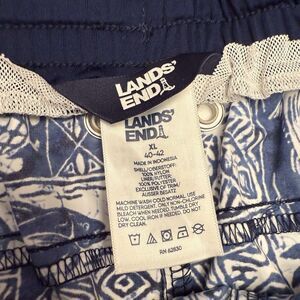 LANDS'
END
LANDS'
END
XL
40-42
MADE IN INDONESIA
SHELL/OBERSTOFF:
100% NYLON
LINER/FUTTER:
100% POLYESTER
EXCLUSIVE OF TRIM/
AUSSER BESATZ
MACHINE WASH COLD NORMAL. USE
MILD DETERGENT. ONLY NON-CHLORINE
BLEACH WHEN NEEDED. TUMBLE DRY
LOW. COOL IRON IF NEEDED. DO NOT
DRY CLEAN.
RN 62830